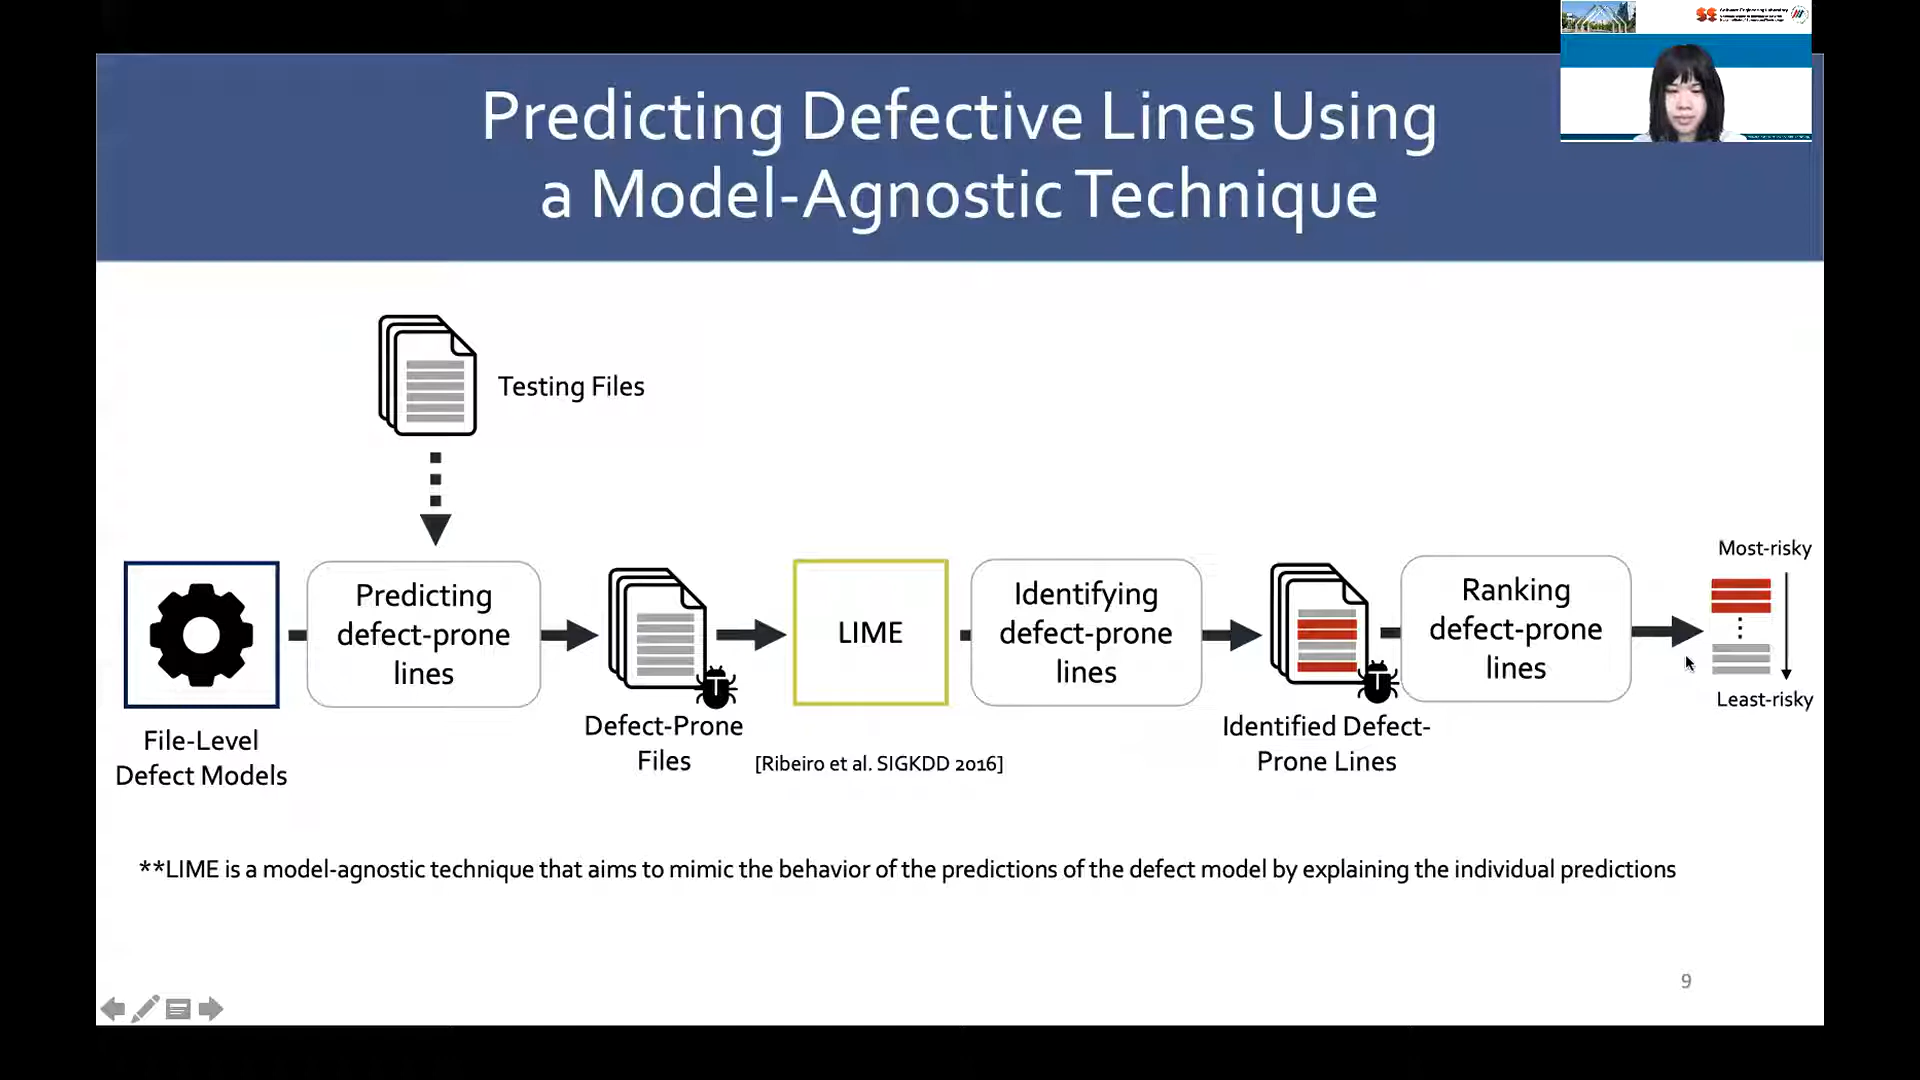 Predicting Defective Lines Using
a Model-Agnostic Technique
Testing Files
Predicting
defect-prone
lines
File-Level
Defect Models
Defect-Prone
Files
LIME
[Ribeiro et al. SIGKDD 2016]
Identifying
defect-prone
lines
Identified Defect-
Prone Lines
Ranking
defect-prone
lines
Most-risky
Least-risky
**LIME is a model-agnostic technique that aims to mimic the behavior of the predictions of the defect model by explaining the individual predictions
9